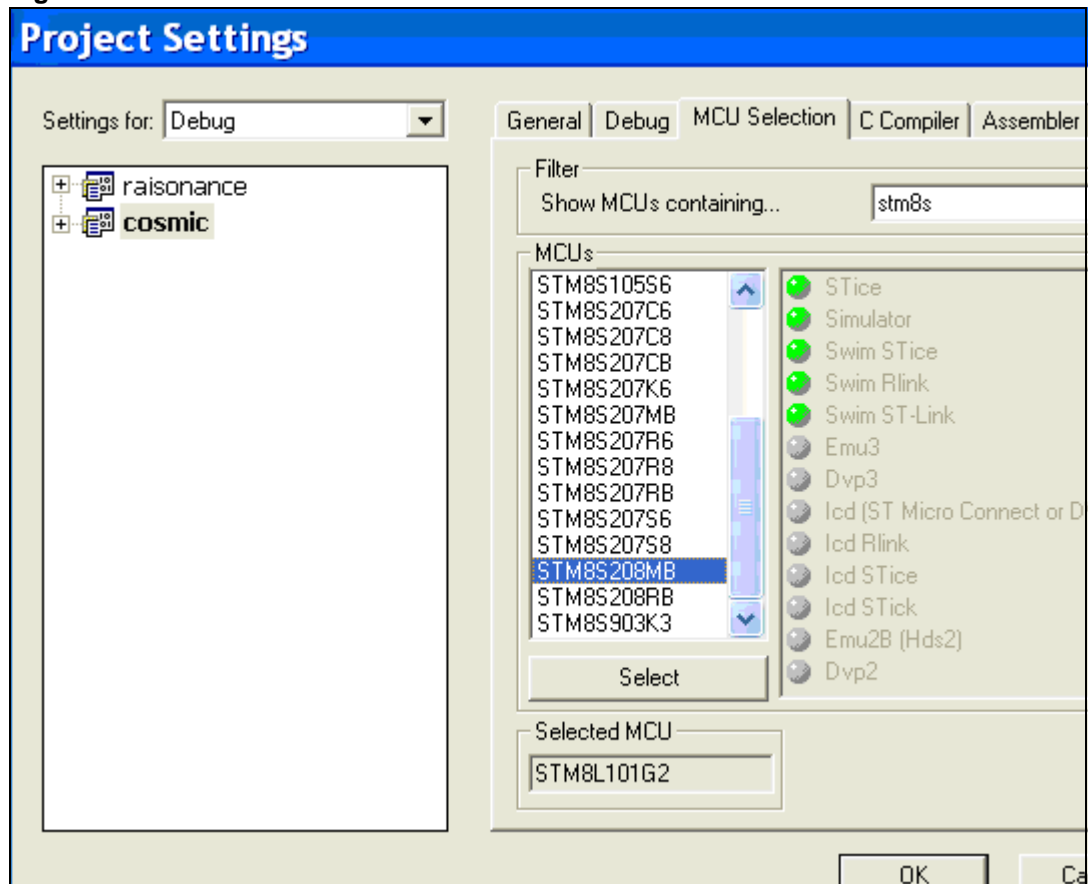 Project Settings
Settings for: Debug
General Debug MCU Selection C Compiler Assembler
raisonance
cosmic
Filter
Show MCUs containing... stm8s
MCUs
STM8S105S6
STM8S207C6
STM8S207C8
STM8S207CB
STM8S207K6
STM8S207MB
STM8S207R6
STM8S207R8
STM8S207RB
STM8S207S6
STM8S207S8
STM8S208MB
STM8S208RB
STM8S903K3
STice
Simulator
Swim STice
Swim Rlink
Swim ST-Link
Emu3
Dvp3
Icd (ST Micro Connect or D
Icd Rlink
Icd STice
Icd STick
Emu2B (Hds2)
Dvp2
Select
Selected MCU
STM8L101G2
OK Ca